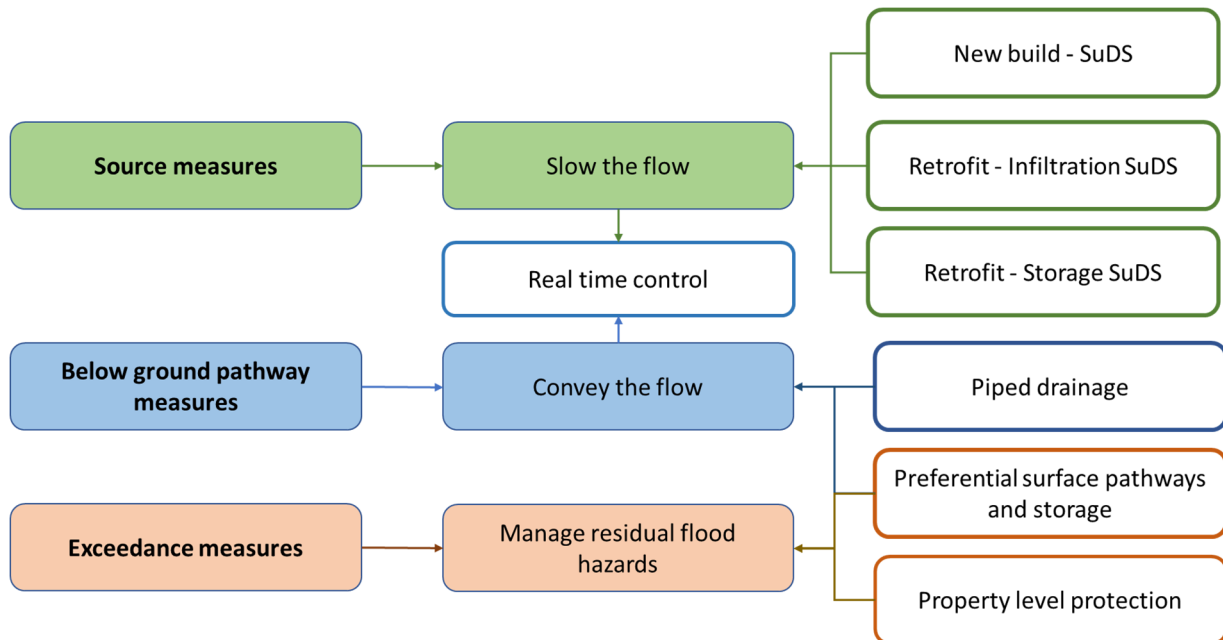 New build - SuDS
Source measures
Slow the flow
Retrofit - Infiltration SuDS
Real time control
Retrofit - Storage SuDS
Below ground pathway
measures
Convey the flow
Piped drainage
Preferential surface pathways
and storage
Exceedance measures
Manage residual flood
hazards
Property level protection